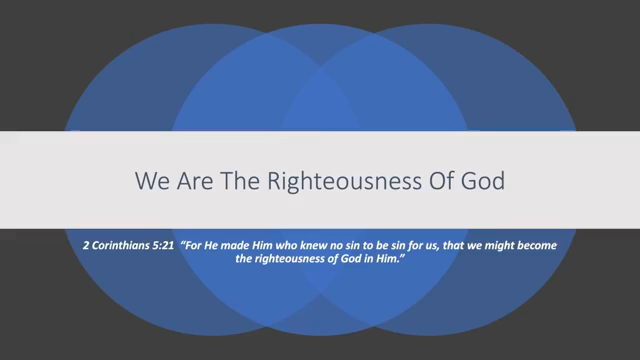 We Are The Righteousness Of God
2 Corinthians 5:21  “For He made Him who knew no sin to be sin for us, that we might become
the righteousness of God in Him.”